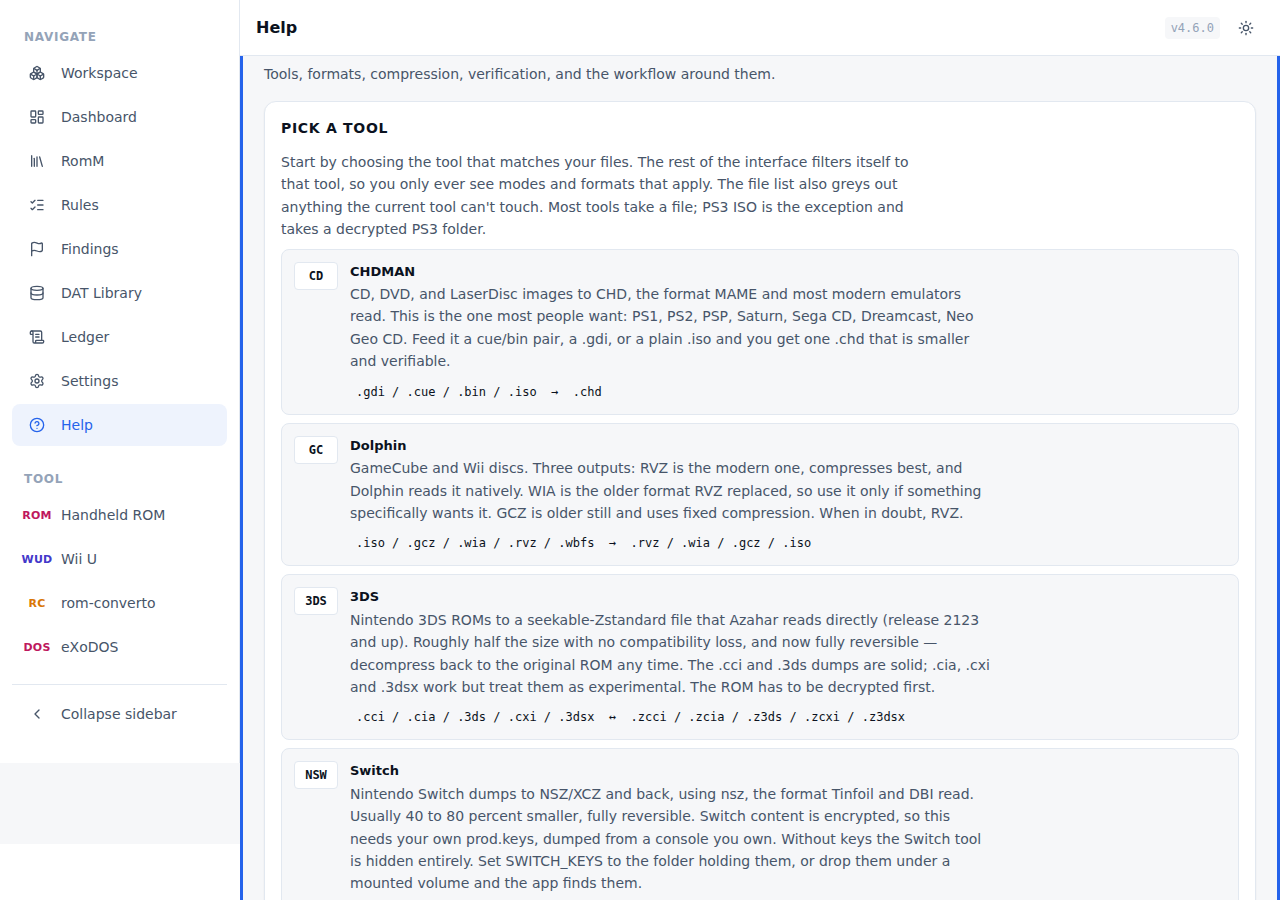 NAVIGATE
Workspace
Dashboard
RomM
Rules
Findings
DAT Library
Ledger
Settings
Help
TOOL
ROM Handheld ROM
WUD Wii U
RC rom-converto
DOS eXoDOS
Collapse sidebar
Help
v4.6.0
Tools, formats, compression, verification, and the workflow around them.
PICK A TOOL
Start by choosing the tool that matches your files. The rest of the interface filters itself to
that tool, so you only ever see modes and formats that apply. The file list also greys out
anything the current tool can't touch. Most tools take a file; PS3 ISO is the exception and
takes a decrypted PS3 folder.
CD CHDMAN
CD, DVD, and LaserDisc images to CHD, the format MAME and most modern emulators
read. This is the one most people want: PS1, PS2, PSP, Saturn, Sega CD, Dreamcast, Neo
Geo CD. Feed it a cue/bin pair, a .gdi, or a plain .iso and you get one .chd that is smaller
and verifiable.
.gdi / .cue / .bin / .iso → .chd
GC Dolphin
GameCube and Wii discs. Three outputs: RVZ is the modern one, compresses best, and
Dolphin reads it natively. WIA is the older format RVZ replaced, so use it only if something
specifically wants it. GCZ is older still and uses fixed compression. When in doubt, RVZ.
.iso / .gcz / .wia / .rvz / .wbfs → .rvz / .wia / .gcz / .iso
3DS 3DS
Nintendo 3DS ROMs to a seekable-Zstandard file that Azahar reads directly (release 2123
and up). Roughly half the size with no compatibility loss, and now fully reversible —
decompress back to the original ROM any time. The .cci and .3ds dumps are solid; .cia, .cxi
and .3dsx work but treat them as experimental. The ROM has to be decrypted first.
.cci / .cia / .3ds / .cxi / .3dsx ↔ .zcci / .zcia / .z3ds / .zcxi / .z3dsx
NSW Switch
Nintendo Switch dumps to NSZ/XCZ and back, using nsz, the format Tinfoil and DBI read.
Usually 40 to 80 percent smaller, fully reversible. Switch content is encrypted, so this
needs your own prod.keys, dumped from a console you own. Without keys the Switch tool
is hidden entirely. Set SWITCH_KEYS to the folder holding them, or drop them under a
mounted volume and the app finds them.